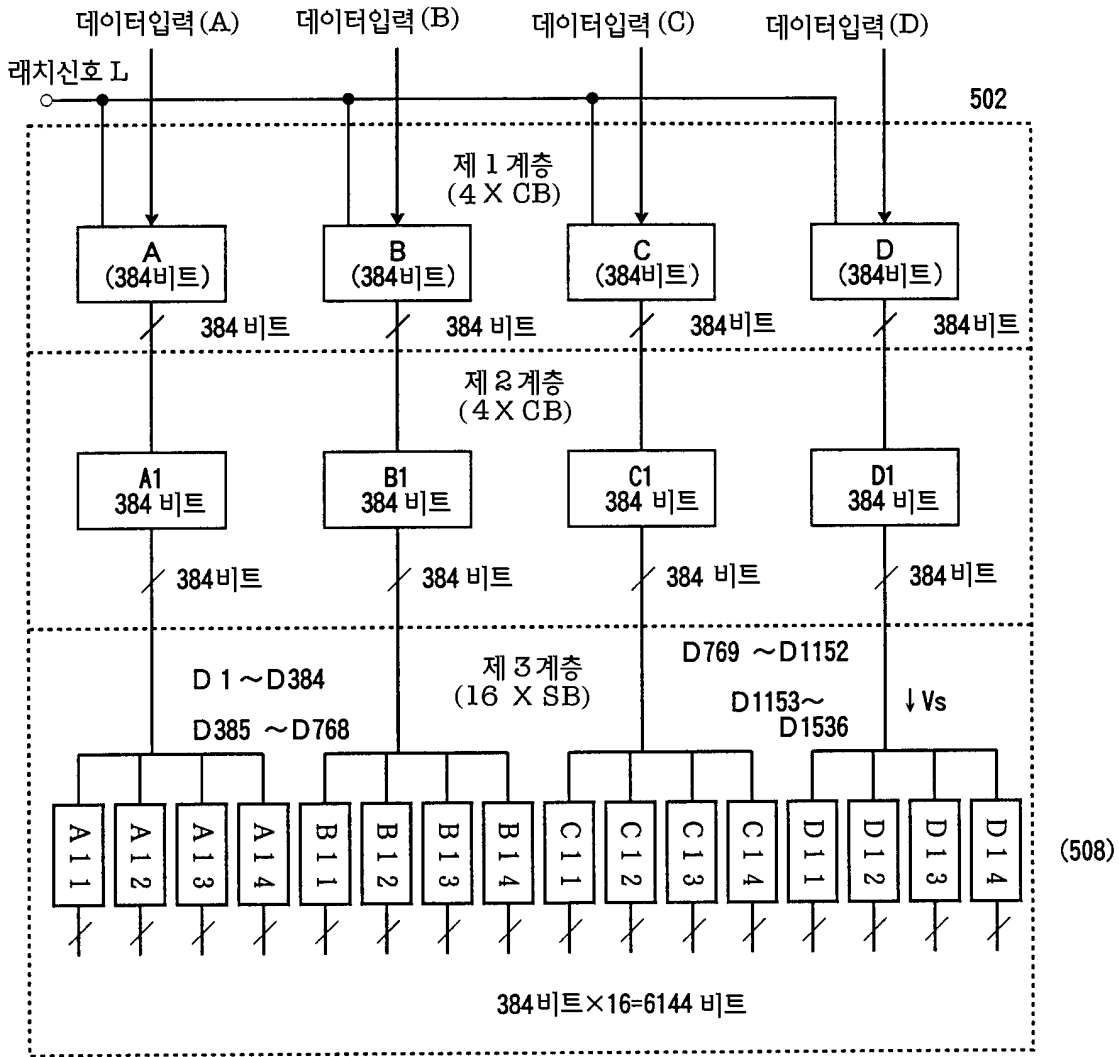 데이터입력(A)
데이터입력(B)
데이터입력(C)
데이터입력(D)
래치신호 L
502
제 1 계층
(4 X CB)
A
(384비트)
B
(384비트)
C
(384비트)
D
(384비트)
384 비트
384 비트
384비트
384비트
제 2 계층
(4 X CB)
A1
384 비트
B1
384 비트
C1
384 비트
D1
384 비트
384비트
384 비트
384 비트
384비트
제 3 계층
(16 X SB)
D 1 ～D384
D385 ～D768
D769 ～D1152
D1153～
D1536
↓Vs
A11
A12
A13
A14
B11
B12
B13
B14
C11
C12
C13
C14
D11
D12
D13
D14
(508)
384비트×16=6144 비트